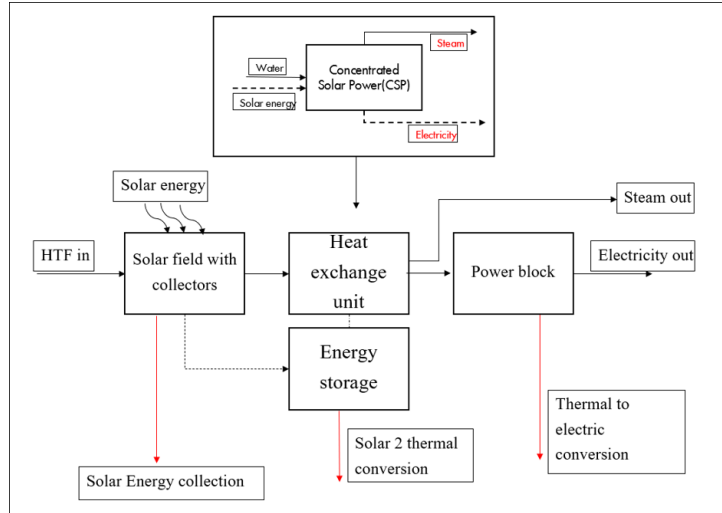 Steam
Water
Concentrated
Solar Power(CSP)
Solar energy
Electricity
Solar energy
Steam out
HTF in
Solar field with
collectors
Heat
exchange
unit
Power block
Electricity out
Energy
storage
Thermal to
electric
conversion
Solar 2 thermal
conversion
Solar Energy collection